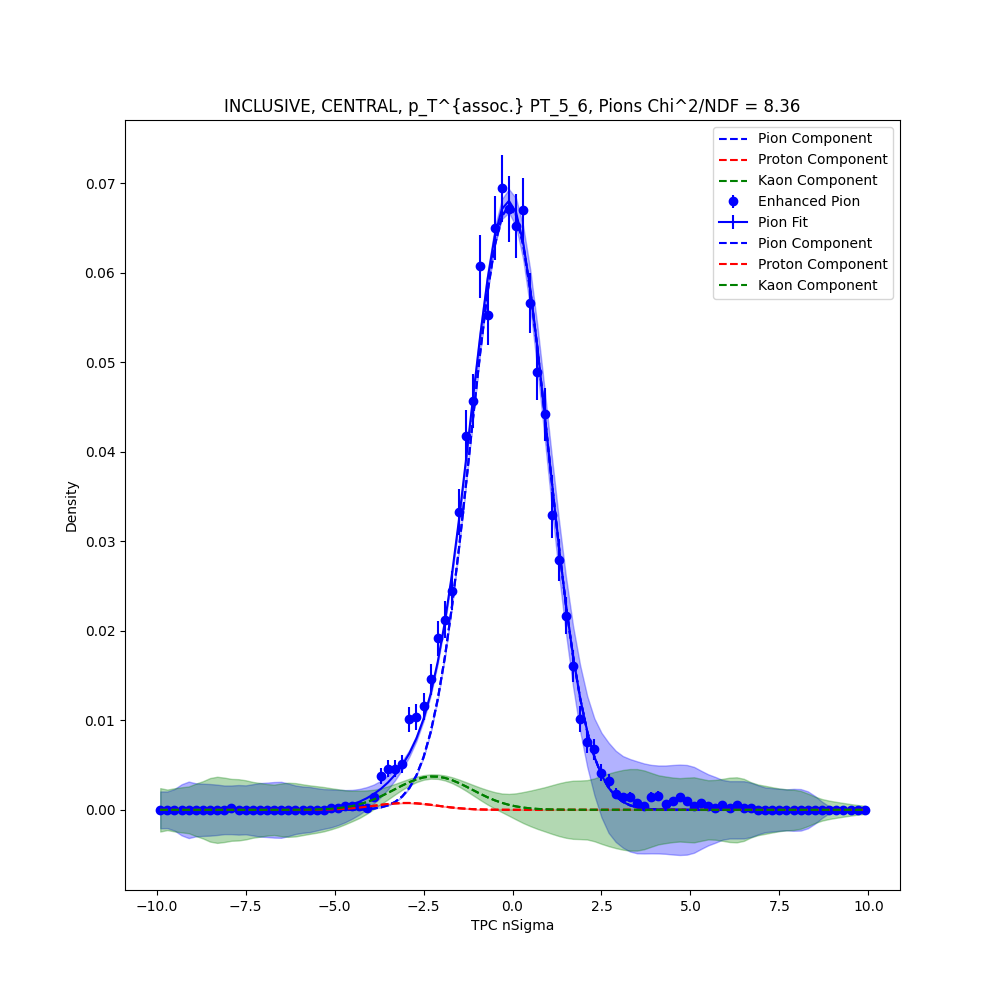 INCLUSIVE, CENTRAL, p_T^{assoc.} PT_5_6, Pions Chi^2/NDF = 8.36
Pion Component
Proton Component
Kaon Component
Enhanced Pion
Pion Fit
Pion Component
Proton Component
Kaon Component
0.07
0.06
0.05
0.04
0.03
0.02
0.01
0.00
Density
−10.0
−7.5
−5.0
−2.5
0.0
2.5
5.0
7.5
10.0
TPC nSigma